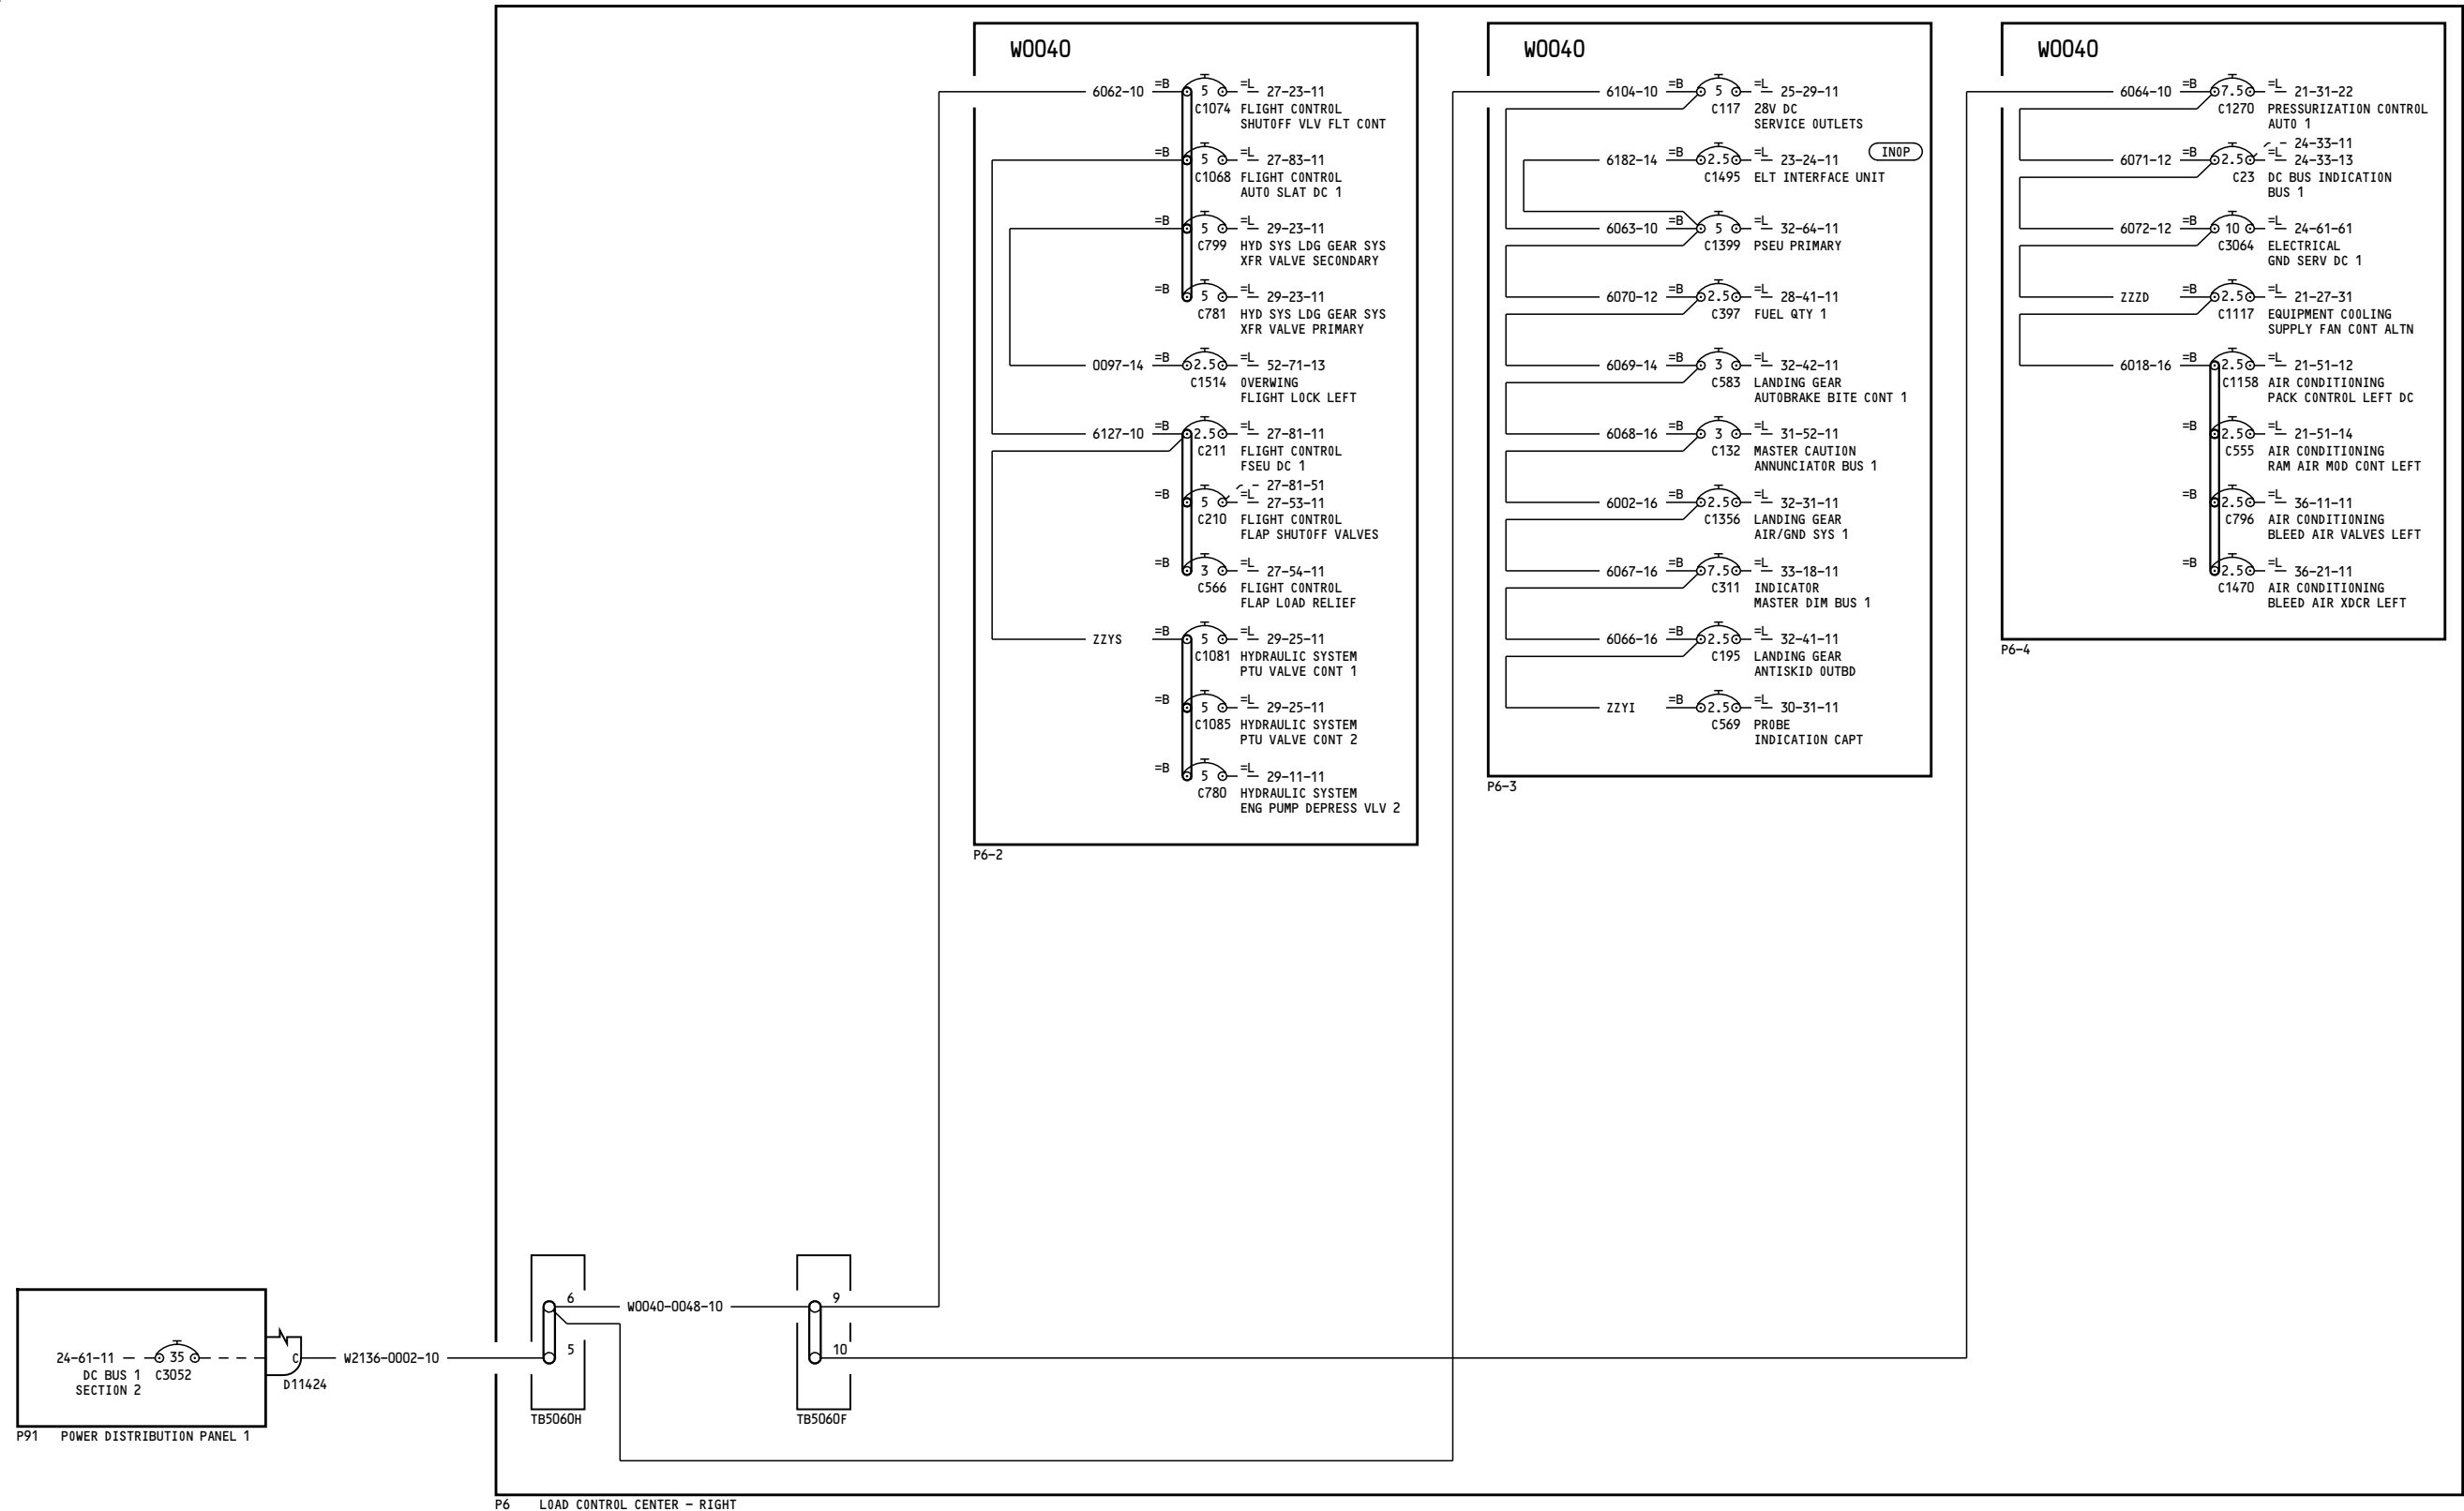 W0040
6062-10 =B 5 =L 27-23-11
C1074 FLIGHT CONTROL
SHUTOFF VLV FLT CONT
=B 5 =L 27-83-11
C1068 FLIGHT CONTROL
AUTO SLAT DC 1
=B 5 =L 29-23-11
C799 HYD SYS LDG GEAR SYS
XFR VALVE SECONDARY
=B 5 =L 29-23-11
C781 HYD SYS LDG GEAR SYS
XFR VALVE PRIMARY
0097-14 =B 2.5 =L 52-71-13
C1514 OVERWING
FLIGHT LOCK LEFT
6127-10 =B 2.5 =L 27-81-11
C211 FLIGHT CONTROL
FSEU DC 1
27-81-51
=B 5 =L 27-53-11
C210 FLIGHT CONTROL
FLAP SHUTOFF VALVES
=B 3 =L 27-54-11
C566 FLIGHT CONTROL
FLAP LOAD RELIEF
ZZYS =B 5 =L 29-25-11
C1081 HYDRAULIC SYSTEM
PTU VALVE CONT 1
=B 5 =L 29-25-11
C1085 HYDRAULIC SYSTEM
PTU VALVE CONT 2
=B 5 =L 29-11-11
C780 HYDRAULIC SYSTEM
ENG PUMP DEPRESS VLV 2
P6-2
W0040
6104-10 =B 5 =L 25-29-11
C117 28V DC
SERVICE OUTLETS
INOP
6182-14 =B 2.5 =L 23-24-11
C1495 ELT INTERFACE UNIT
6063-10 =B 5 =L 32-64-11
C1399 PSEU PRIMARY
6070-12 =B 2.5 =L 28-41-11
C397 FUEL QTY 1
6069-14 =B 3 =L 32-42-11
C583 LANDING GEAR
AUTOBRAKE BITE CONT 1
6068-16 =B 3 =L 31-52-11
C132 MASTER CAUTION
ANNUNCIATOR BUS 1
6002-16 =B 2.5 =L 32-31-11
C1356 LANDING GEAR
AIR/GND SYS 1
6067-16 =B 7.5 =L 33-18-11
C311 INDICATOR
MASTER DIM BUS 1
6066-16 =B 2.5 =L 32-41-11
C195 LANDING GEAR
ANTISKID OUTBD
ZZYI =B 2.5 =L 30-31-11
C569 PROBE
INDICATION CAPT
P6-3
W0040
6064-10 =B 7.5 =L 21-31-22
C1270 PRESSURIZATION CONTROL
AUTO 1
24-33-11
6071-12 =B 2.5 =L 24-33-13
C23 DC BUS INDICATION
BUS 1
6072-12 =B 10 =L 24-61-61
C3064 ELECTRICAL
GND SERV DC 1
ZZZD =B 2.5 =L 21-27-31
C1117 EQUIPMENT COOLING
SUPPLY FAN CONT ALTN
6018-16 =B 2.5 =L 21-51-12
C1158 AIR CONDITIONING
PACK CONTROL LEFT DC
=B 2.5 =L 21-51-14
C555 AIR CONDITIONING
RAM AIR MOD CONT LEFT
=B 2.5 =L 36-11-11
C796 AIR CONDITIONING
BLEED AIR VALVES LEFT
=B 2.5 =L 36-21-11
C1470 AIR CONDITIONING
BLEED AIR XDCR LEFT
P6-4
6 W0040-0048-10 9
5 10
TB5060H TB5060F
24-61-11 35 C W2136-0002-10
DC BUS 1 C3052
SECTION 2
D11424
P91 POWER DISTRIBUTION PANEL 1
P6 LOAD CONTROL CENTER - RIGHT